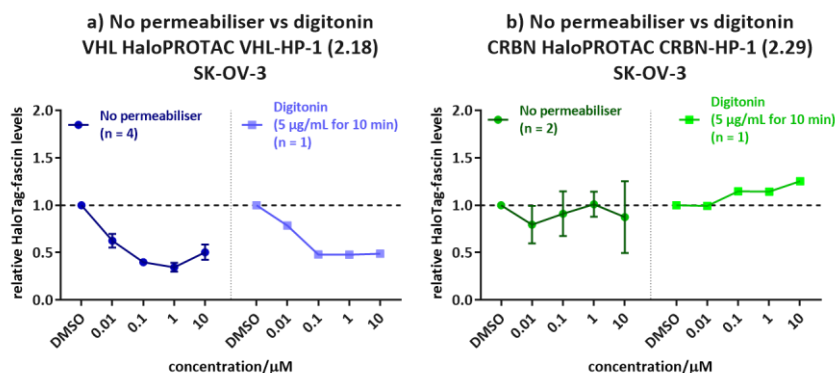 a) No permeabiliser vs digitonin
VHL HaloPROTAC VHL-HP-1 (2.18)
SK-OV-3
relative HaloTag-fascin levels
2.0
1.5
1.0
0.5
0.0
No permeabiliser
(n = 4)
Digitonin
(5 µg/mL for 10 min)
(n = 1)
DMSO
0.01
0.1
1
10
DMSO
0.01
0.1
1
10
concentration/µM
b) No permeabiliser vs digitonin
CRBN HaloPROTAC CRBN-HP-1 (2.29)
SK-OV-3
relative HaloTag-fascin levels
2.0
1.5
1.0
0.5
0.0
No permeabiliser
(n = 2)
Digitonin
(5 µg/mL for 10 min)
(n = 1)
DMSO
0.01
0.1
1
10
DMSO
0.01
0.1
1
10
concentration/µM